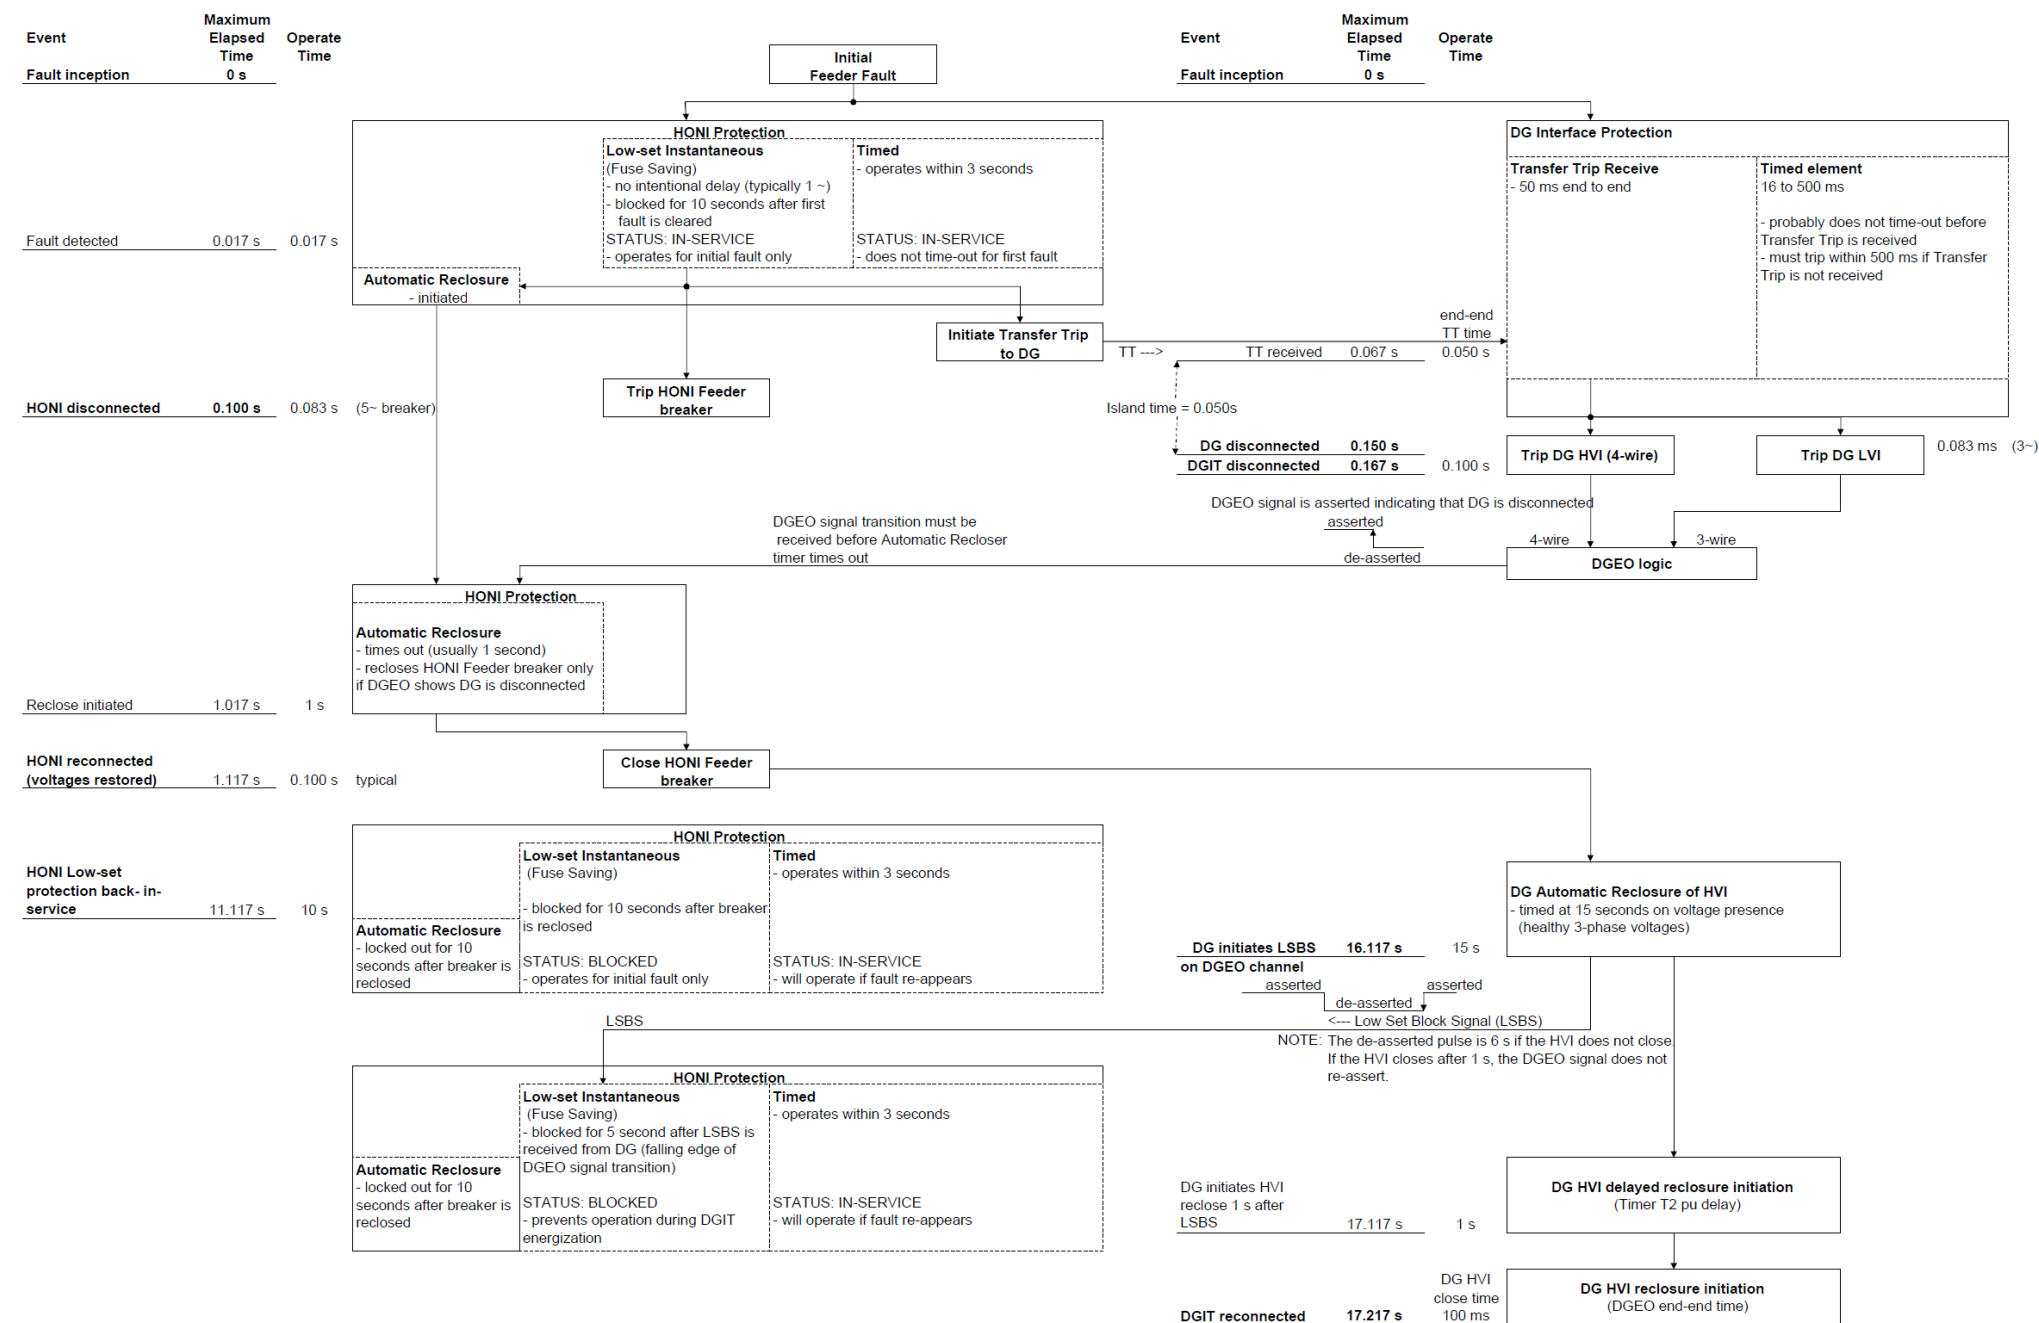 Event
Maximum
Elapsed
Time
Operate
Time
Fault inception 0 s
Initial
Feeder Fault
Event
Maximum
Elapsed
Time
Operate
Time
Fault inception 0 s
HONI Protection
Low-set Instantaneous
(Fuse Saving)
- no intentional delay (typically 1 ~)
- blocked for 10 seconds after first
fault is cleared
STATUS: IN-SERVICE
- operates for initial fault only
Timed
- operates within 3 seconds
STATUS: IN-SERVICE
- does not time-out for first fault
Fault detected 0.017 s 0.017 s
Automatic Reclosure
- initiated
DG Interface Protection
Transfer Trip Receive
- 50 ms end to end
Timed element
16 to 500 ms
- probably does not time-out before
Transfer Trip is received
- must trip within 500 ms if Transfer
Trip is not received
Initiate Transfer Trip
to DG
end-end
TT time
TT ---> TT received 0.067 s 0.050 s
Trip HONI Feeder
breaker
HONI disconnected 0.100 s 0.083 s (5~ breaker)
Island time = 0.050s
DG disconnected 0.150 s
DGIT disconnected 0.167 s 0.100 s
Trip DG HVI (4-wire)
Trip DG LVI
0.083 ms (3~)
DGEO signal is asserted indicating that DG is disconnected
asserted
de-asserted
4-wire
3-wire
DGEO logic
DGEO signal transition must be
received before Automatic Recloser
timer times out
HONI Protection
Automatic Reclosure
- times out (usually 1 second)
- recloses HONI Feeder breaker only
if DGEO shows DG is disconnected
Reclose initiated 1.017 s 1 s
HONI reconnected
(voltages restored) 1.117 s 0.100 s typical
Close HONI Feeder
breaker
HONI Protection
Low-set Instantaneous
(Fuse Saving)
- blocked for 10 seconds after breaker
is reclosed
STATUS: BLOCKED
- operates for initial fault only
Timed
- operates within 3 seconds
STATUS: IN-SERVICE
- will operate if fault re-appears
HONI Low-set
protection back- in-
service 11.117 s 10 s
Automatic Reclosure
- locked out for 10
seconds after breaker is
reclosed
DG Automatic Reclosure of HVI
- timed at 15 seconds on voltage presence
(healthy 3-phase voltages)
DG initiates LSBS 16.117 s 15 s
on DGEO channel
asserted
de-asserted
asserted
<--- Low Set Block Signal (LSBS)
NOTE: The de-asserted pulse is 6 s if the HVI does not close.
If the HVI closes after 1 s, the DGEO signal does not
re-assert.
LSBS
HONI Protection
Low-set Instantaneous
(Fuse Saving)
- blocked for 5 second after LSBS is
received from DG (falling edge of
DGEO signal transition)
STATUS: BLOCKED
- prevents operation during DGIT
energization
Timed
- operates within 3 seconds
STATUS: IN-SERVICE
- will operate if fault re-appears
Automatic Reclosure
- locked out for 10
seconds after breaker is
reclosed
DG initiates HVI
reclose 1 s after
LSBS 17.117 s 1 s
DG HVI delayed reclosure initiation
(Timer T2 pu delay)
DG HVI
close time
DGIT reconnected 17.217 s 100 ms
DG HVI reclosure initiation
(DGEO end-end time)